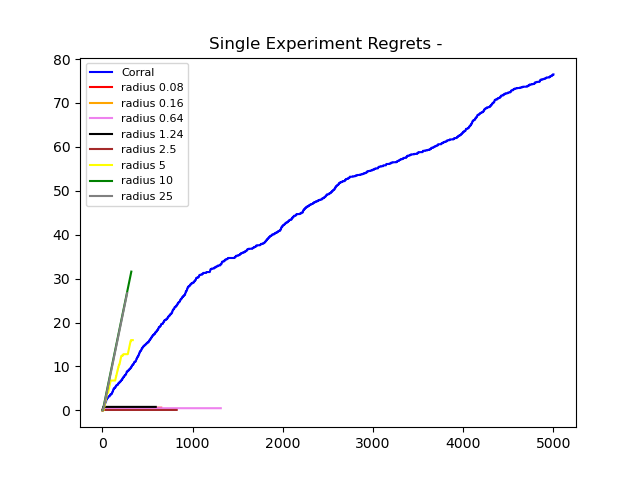 Single Experiment Regrets -
80
70
60
50
40
30
20
10
0
Corral
radius 0.08
radius 0.16
radius 0.64
radius 1.24
radius 2.5
radius 5
radius 10
radius 25
0 1000 2000 3000 4000 5000